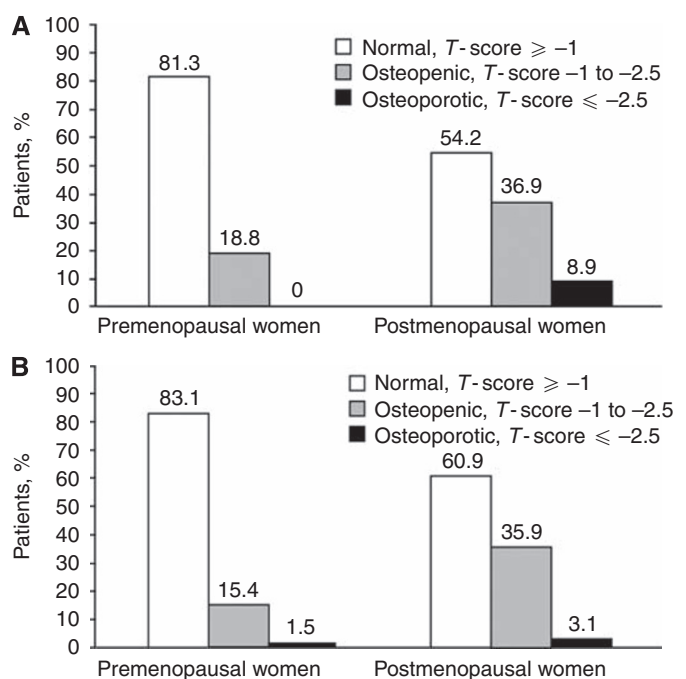 A
100
90
80
70
60
50
40
30
20
10
0
Patients, %
Normal, T-score ⩾ –1
Osteopenic, T-score –1 to –2.5
Osteoporotic, T-score ⩽ –2.5
81.3
18.8
0
54.2
36.9
8.9
Premenopausal women
Postmenopausal women
B
100
90
80
70
60
50
40
30
20
10
0
Patients, %
Normal, T-score ⩾ –1
Osteopenic, T-score –1 to –2.5
Osteoporotic, T-score ⩽ –2.5
83.1
15.4
1.5
60.9
35.9
3.1
Premenopausal women
Postmenopausal women